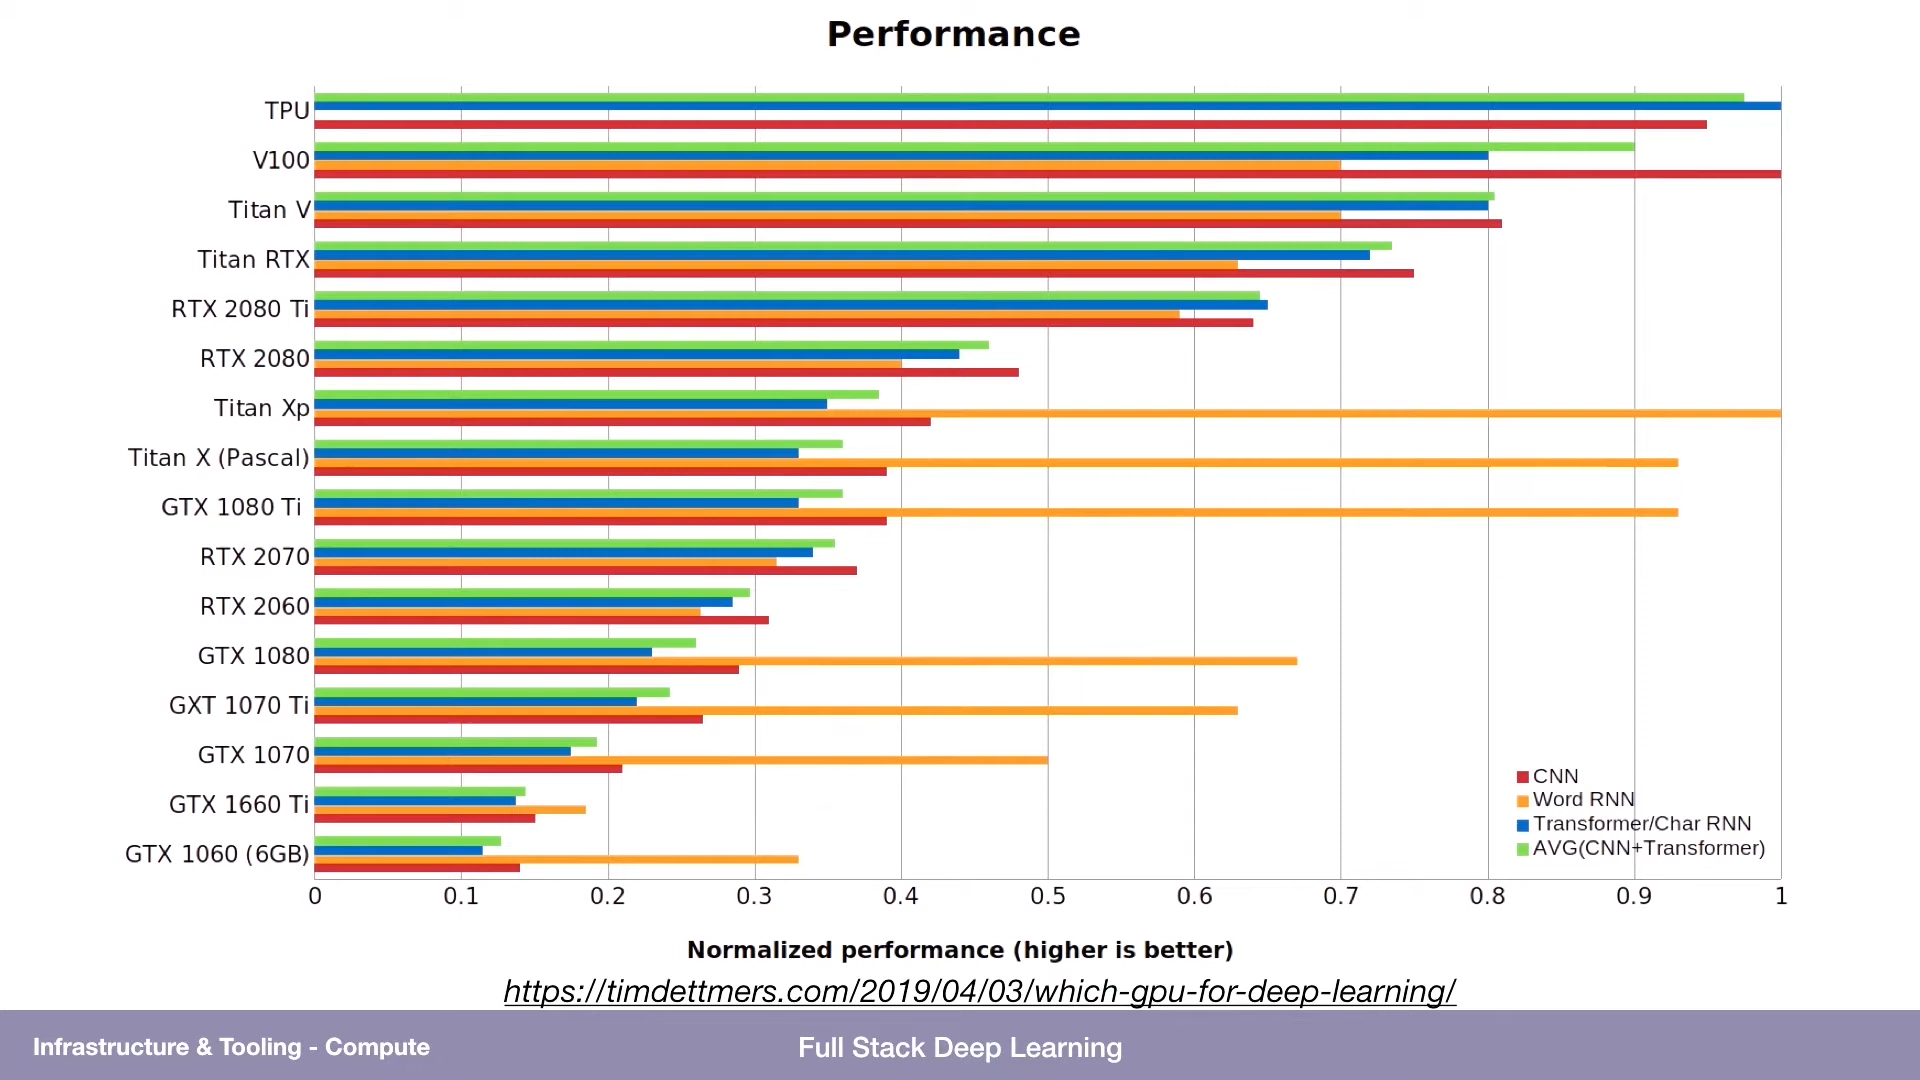 Performance
TPU
V100
Titan V
Titan RTX
RTX 2080 Ti
RTX 2080
Titan Xp
Titan X (Pascal)
GTX 1080 Ti
RTX 2070
RTX 2060
GTX 1080
GXT 1070 Ti
GTX 1070
GTX 1660 Ti
GTX 1060 (6GB)
CNN
Word RNN
Transformer/Char RNN
AVG(CNN+Transformer)
0 0.1 0.2 0.3 0.4 0.5 0.6 0.7 0.8 0.9 1
Normalized performance (higher is better)
https://timdettmers.com/2019/04/03/which-gpu-for-deep-learning/
Infrastructure & Tooling - Compute
Full Stack Deep Learning